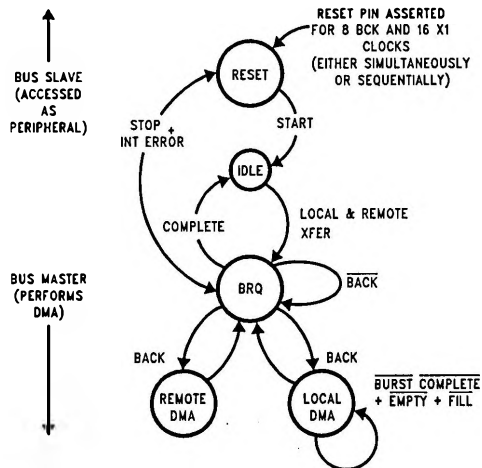 RESET PIN ASSERTED
FOR 8 BCK AND 16 X1
CLOCKS
(EITHER SIMULTANEOUSLY
OR SEQUENTIALLY)
BUS SLAVE
(ACCESSED
AS
PERIPHERAL)
RESET
STOP +
INT ERROR
START
IDLE
COMPLETE
LOCAL & REMOTE
XFER
BUS MASTER
(PERFORMS
DMA)
BRQ
BACK
BACK
BACK
REMOTE
DMA
LOCAL
DMA
BURST COMPLETE
+ EMPTY + FILL